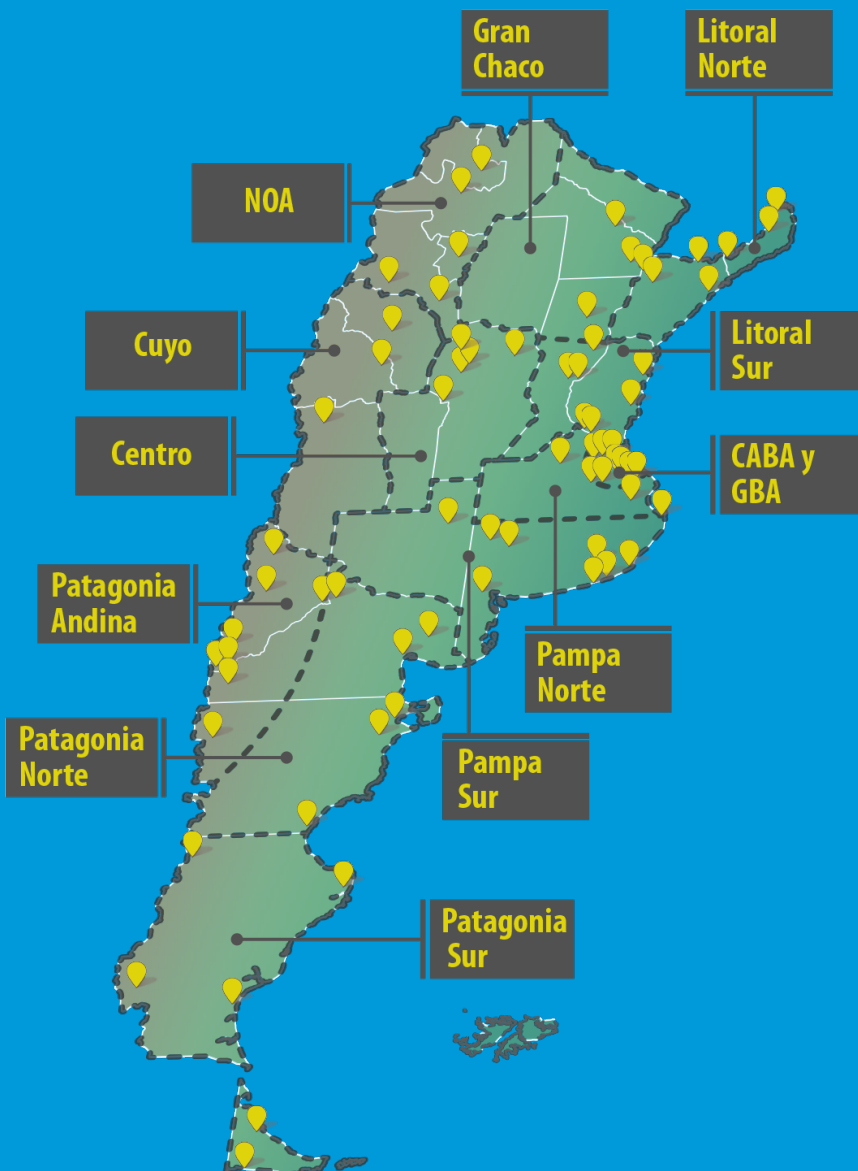 Gran
Chaco
Litoral
Norte
NOA
Cuyo
Litoral
Sur
Centro
CABA y
GBA
Patagonia
Andina
Pampa
Norte
Patagonia
Norte
Pampa
Sur
Patagonia
Sur